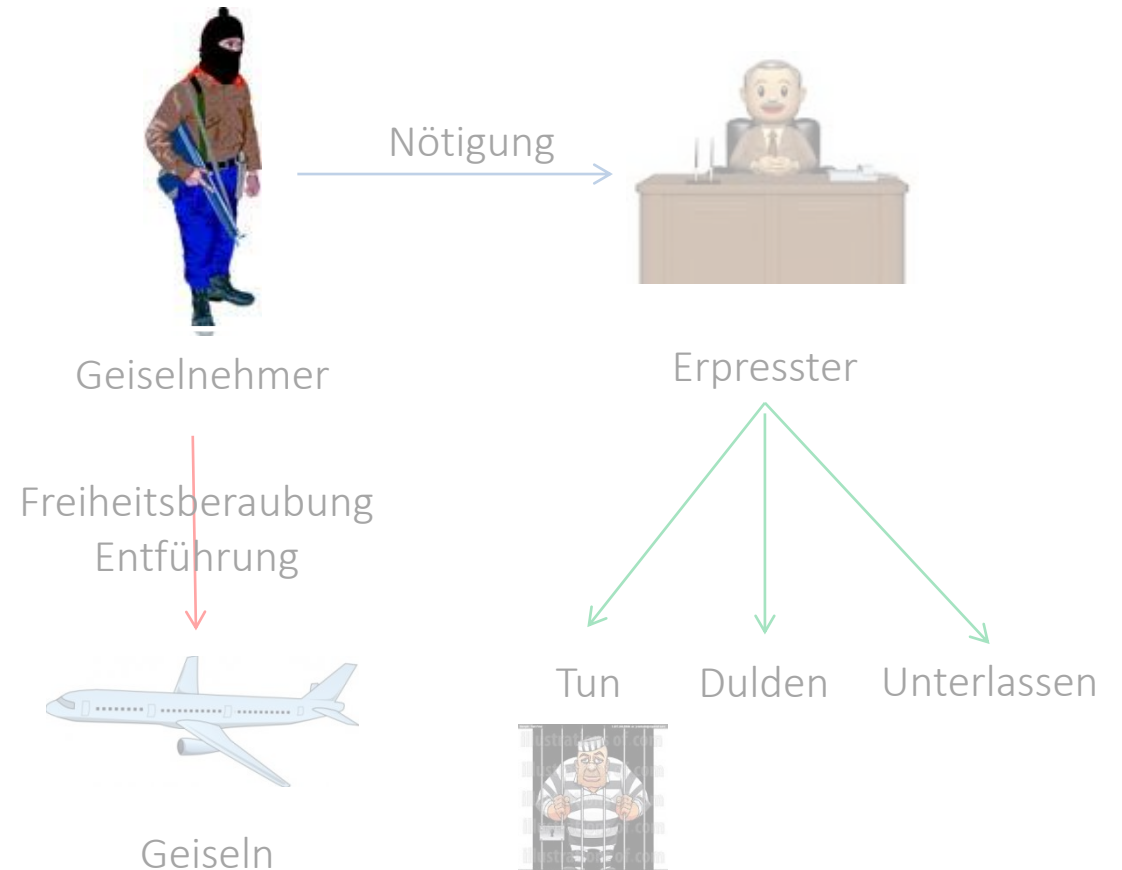 Nötigung
Geiselnehmer
Erpresster
Freiheitsberaubung
Entführung
Tun
Dulden
Unterlassen
Geiseln